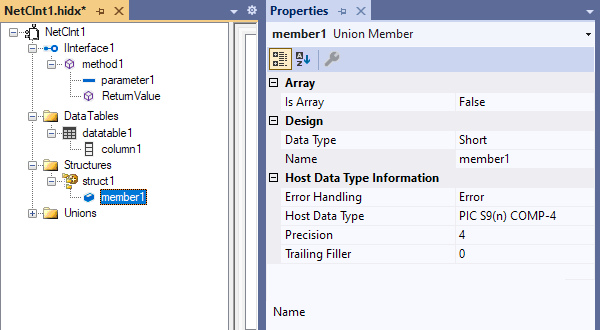 NetClnt1.hidx*
NetClnt1
IInterface1
method1
parameter1
ReturnValue
DataTables
datatable1
column1
Structures
struct1
member1
Unions
Properties
member1 Union Member
Array
Is Array False
Design
Data Type Short
Name member1
Host Data Type Information
Error Handling Error
Host Data Type PIC S9(n) COMP-4
Precision 4
Trailing Filler 0
Name